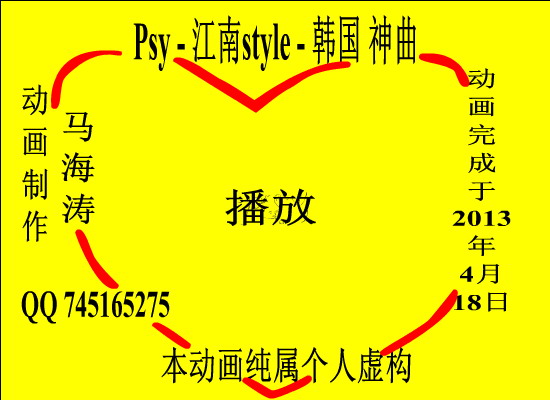 Psy - 江南style - 韩国 神曲
动画制作
马海涛
播放
动画完成于2013年4月18日
QQ 745165275
本动画纯属个人虚构